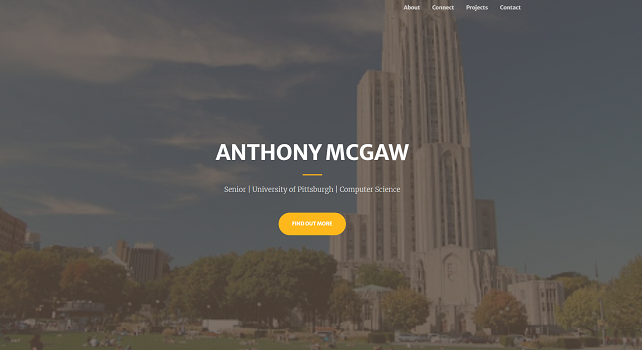 About Connect Projects Contact
ANTHONY MCGAW
Senior | University of Pittsburgh | Computer Science
FIND OUT MORE